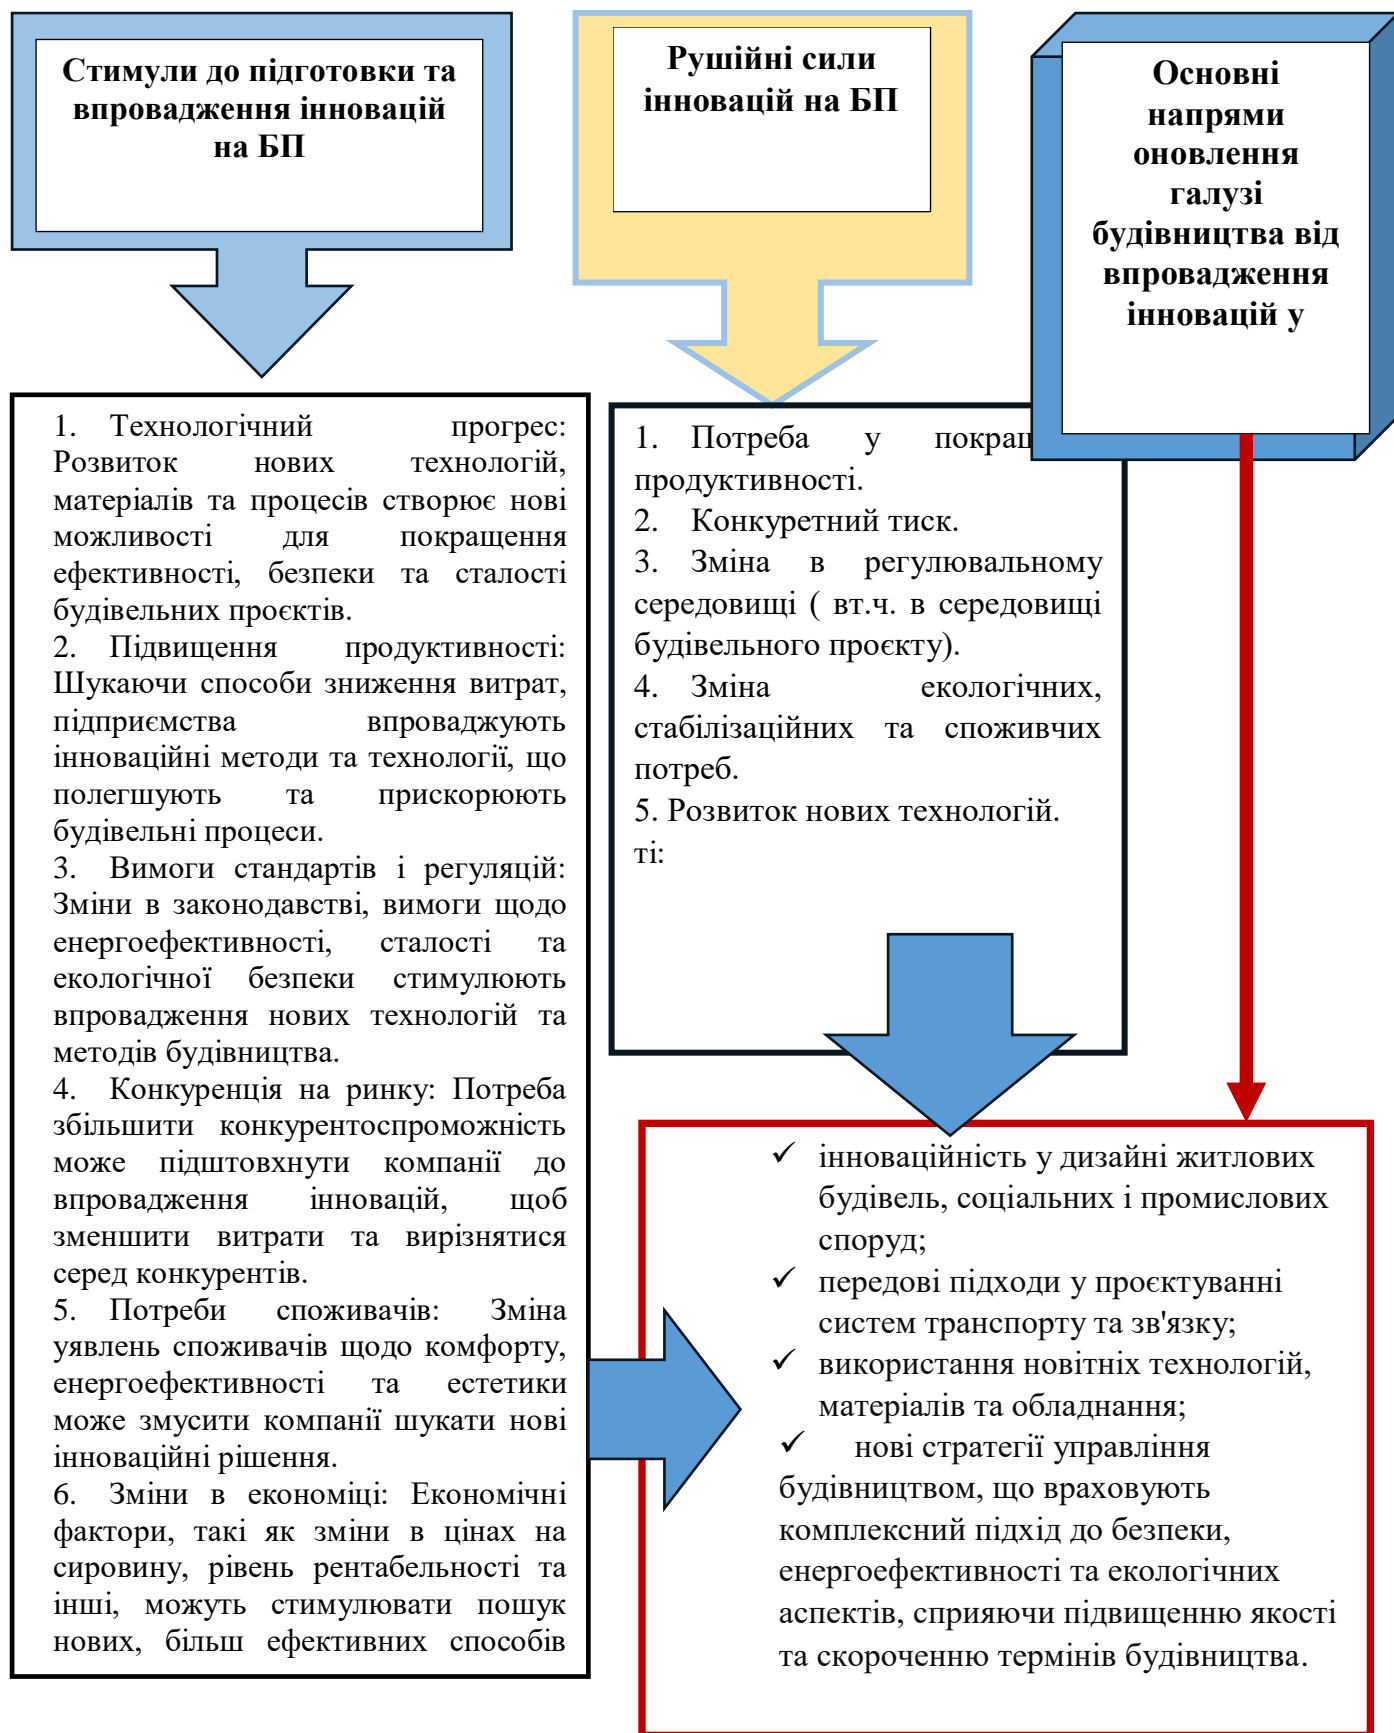 Стимули до підготовки та
впровадження інновацій
на БП
Рушійні сили
інновацій на БП
Основні
напрями
оновлення
галузі
будівництва від
впровадження
інновацій у
1. Технологічний прогрес:
Розвиток нових технологій,
матеріалів та процесів створює нові
можливості для покращення
ефективності, безпеки та сталості
будівельних проєктів.
2. Підвищення продуктивності:
Шукаючи способи зниження витрат,
підприємства впроваджують
інноваційні методи та технології, що
полегшують та прискорюють
будівельні процеси.
3. Вимоги стандартів і регуляцій:
Зміни в законодавстві, вимоги щодо
енергоефективності, сталості та
екологічної безпеки стимулюють
впровадження нових технологій та
методів будівництва.
4. Конкуренція на ринку: Потреба
збільшити конкурентоспроможність
може підштовхнути компанії до
впровадження інновацій, щоб
зменшити витрати та вирізнятися
серед конкурентів.
5. Потреби споживачів: Зміна
уявлень споживачів щодо комфорту,
енергоефективності та естетики
може змусити компанії шукати нові
інноваційні рішення.
6. Зміни в економіці: Економічні
фактори, такі як зміни в цінах на
сировину, рівень рентабельності та
інші, можуть стимулювати пошук
нових, більш ефективних способів
1. Потреба у
продуктивності.
2. Конкуретний тиск.
3. Зміна в регулювальному
середовищі ( вт.ч. в середовищі
будівельного проєкту).
4. Зміна екологічних,
стабілізаційних та споживчих
потреб.
5. Розвиток нових технологій.
ті:
✓ інноваційність у дизайні житлових
будівель, соціальних і промислових
споруд;
✓ передові підходи у проєктуванні
систем транспорту та зв'язку;
✓ використання новітніх технологій,
матеріалів та обладнання;
✓ нові стратегії управління
будівництвом, що враховують
комплексний підхід до безпеки,
енергоефективності та екологічних
аспектів, сприяючи підвищенню якості
та скороченню термінів будівництва.